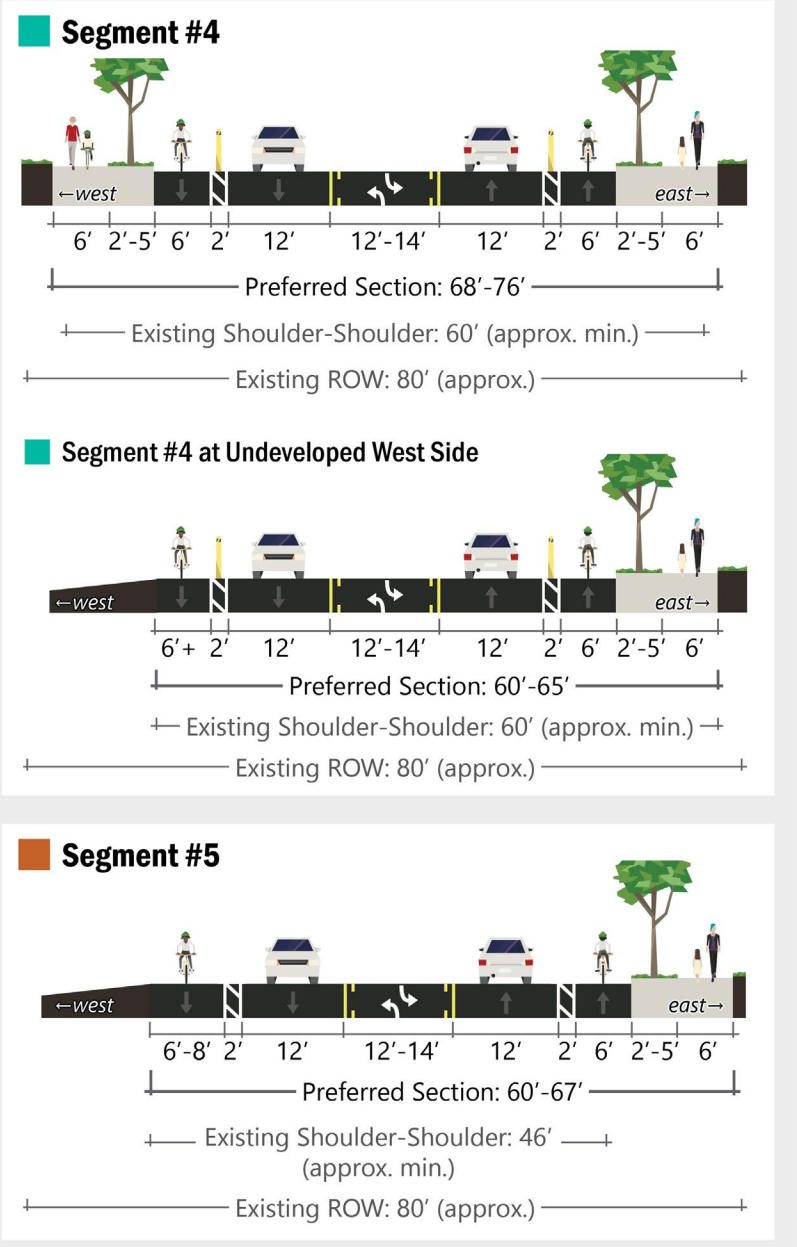 Segment #4
←west east→
6′ 2′-5′ 6′ 2′ 12′ 12′-14′ 12′ 2′ 6′ 2′-5′ 6′
Preferred Section: 68′-76′
Existing Shoulder-Shoulder: 60′ (approx. min.)
Existing ROW: 80′ (approx.)
Segment #4 at Undeveloped West Side
←west east→
6′+ 2′ 12′ 12′-14′ 12′ 2′ 6′ 2′-5′ 6′
Preferred Section: 60′-65′
Existing Shoulder-Shoulder: 60′ (approx. min.)
Existing ROW: 80′ (approx.)
Segment #5
←west east→
6′-8′ 2′ 12′ 12′-14′ 12′ 2′ 6′ 2′-5′ 6′
Preferred Section: 60′-67′
Existing Shoulder-Shoulder: 46′
(approx. min.)
Existing ROW: 80′ (approx.)